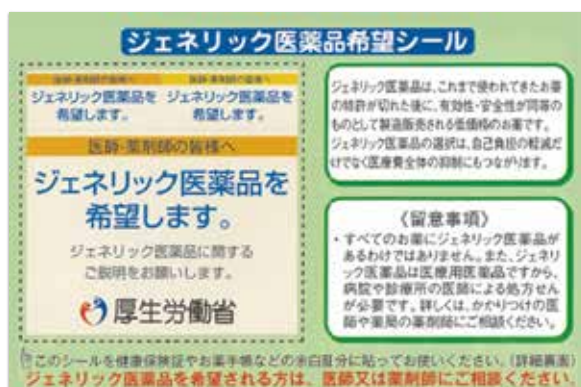 ジェネリック医薬品希望シール
医師・薬剤師の皆様へ
ジェネリック医薬品を
希望します。
医師・薬剤師の皆様へ
ジェネリック医薬品を
希望します。
医師・薬剤師の皆様へ
ジェネリック医薬品を
希望します。
ジェネリック医薬品に関する
ご説明をお願いします。
厚生労働省
ジェネリック医薬品は、これまで使われてきたお薬
の特許が切れた後に、有効性・安全性が同等の
ものとして製造販売される低価格のお薬です。
ジェネリック医薬品の選択は、自己負担の軽減だ
けでなく医療費全体の抑制にもつながります。
《留意事項》
・すべてのお薬にジェネリック医薬品が
あるわけではありません。また、ジェネリ
ック医薬品は医療用医薬品ですから、
病院や診療所の医師による処方せん
が必要です。詳しくは、かかりつけの医
師や薬局の薬剤師にご相談ください。
このシールを健康保険証やお薬手帳などの余白部分に貼ってお使いください。(詳細裏面)
ジェネリック医薬品を希望される方は、医師又は薬剤師にご相談ください